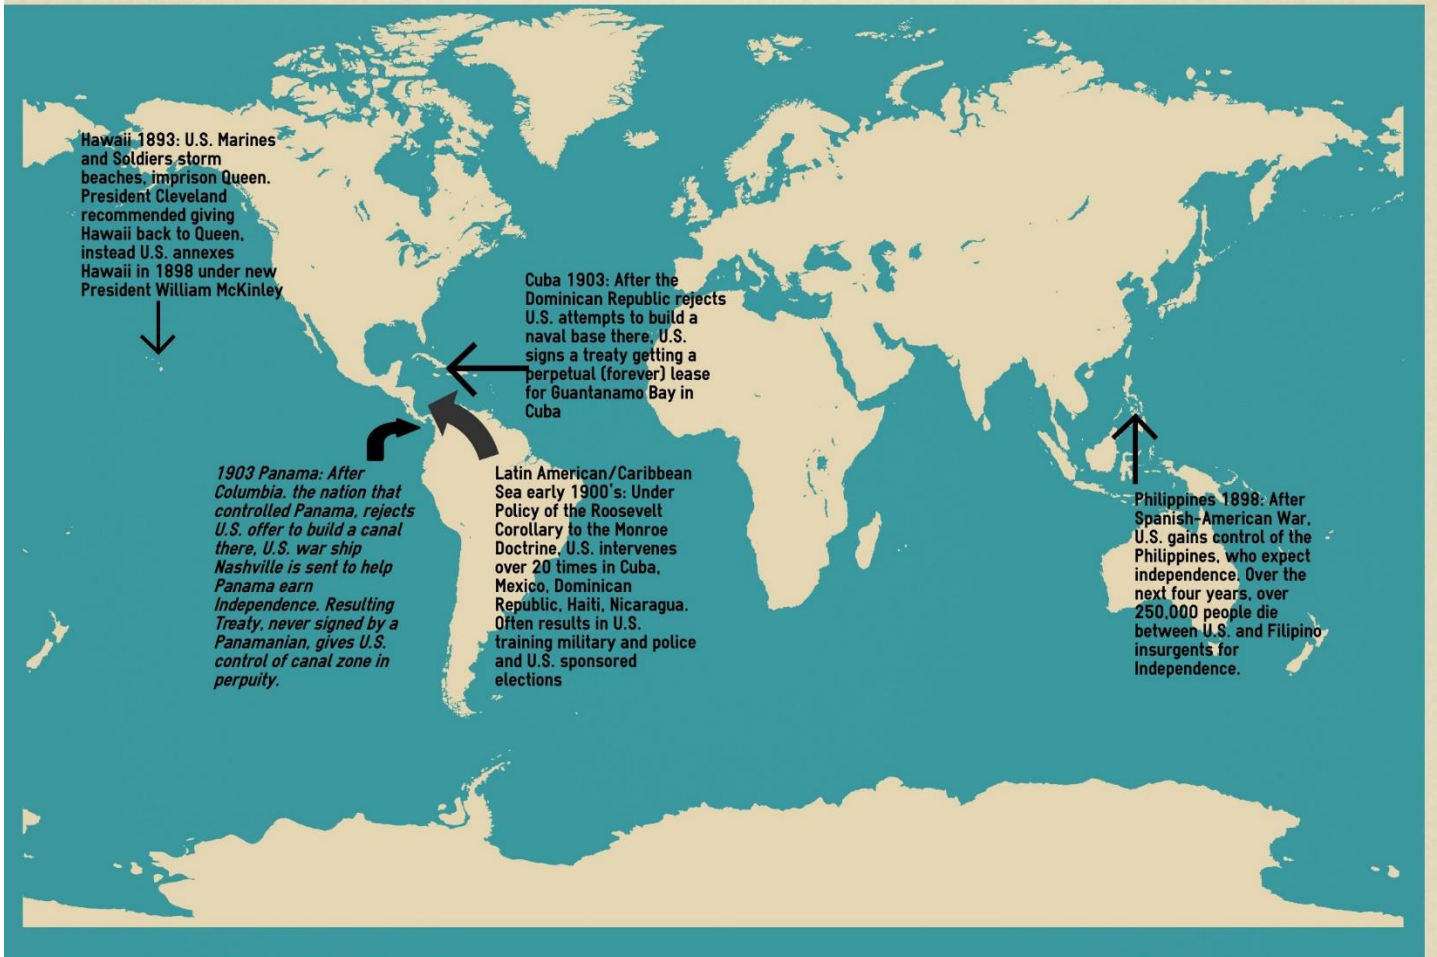 Hawaii 1893: U.S. Marines
and Soldiers storm
beaches, imprison Queen.
President Cleveland
recommended giving
Hawaii back to Queen,
instead U.S. annexes
Hawaii in 1898 under new
President William McKinley
Cuba 1903: After the
Dominican Republic rejects
U.S. attempts to build a
naval base there, U.S.
signs a treaty getting a
perpetual (forever) lease
for Guantanamo Bay in
Cuba
1903 Panama: After
Columbia. the nation that
controlled Panama, rejects
U.S. offer to build a canal
there, U.S. war ship
Nashville is sent to help
Panama earn
Independence. Resulting
Treaty, never signed by a
Panamanian, gives U.S.
control of canal zone in
perpuity.
Latin American/Caribbean
Sea early 1900's: Under
Policy of the Roosevelt
Corollary to the Monroe
Doctrine, U.S. intervenes
over 20 times in Cuba,
Mexico, Dominican
Republic, Haiti, Nicaragua.
Often results in U.S.
training military and police
and U.S. sponsored
elections
Philippines 1898: After
Spanish-American War,
U.S. gains control of the
Philippines, who expect
independence. Over the
next four years, over
250,000 people die
between U.S. and Filipino
insurgents for
Independence.